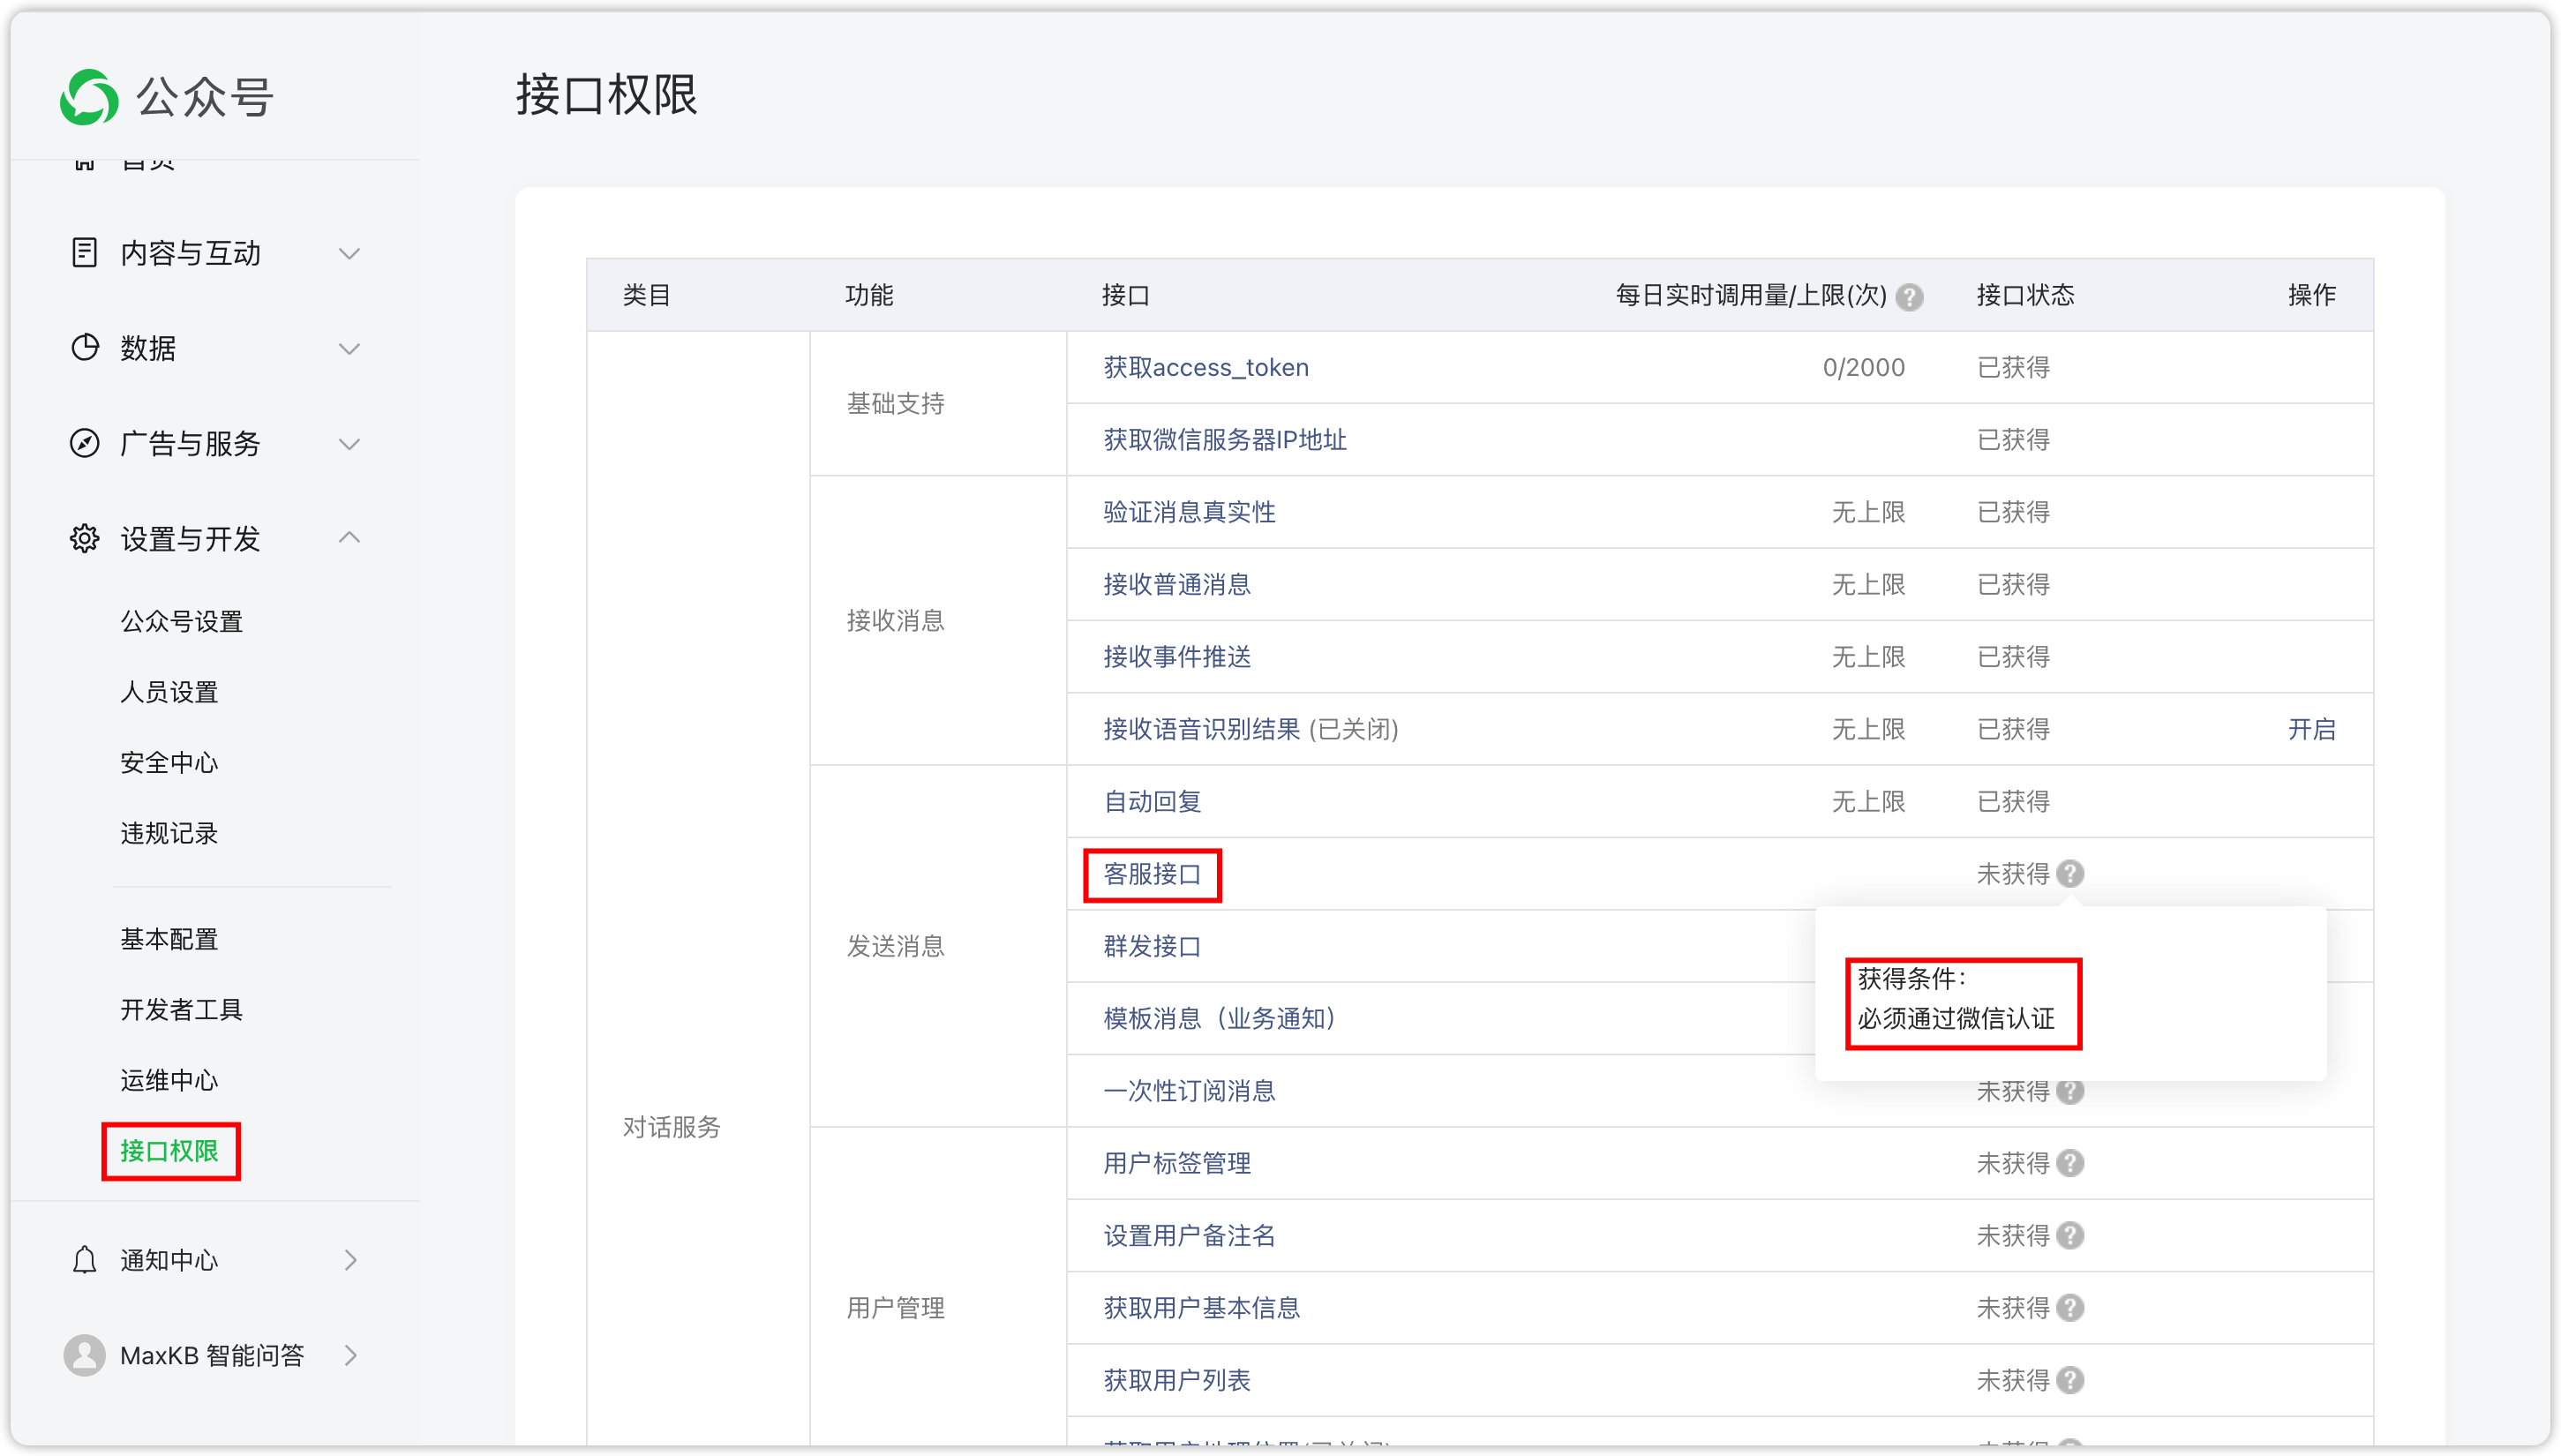 公众号
首页
内容与互动
数据
广告与服务
设置与开发
公众号设置
人员设置
安全中心
违规记录
基本配置
开发者工具
运维中心
接口权限
通知中心
MaxKB 智能问答
接口权限
类目 功能 接口 每日实时调用量/上限(次) 接口状态 操作
对话服务
基础支持
获取access_token 0/2000 已获得
获取微信服务器IP地址 已获得
接收消息
验证消息真实性 无上限 已获得
接收普通消息 无上限 已获得
接收事件推送 无上限 已获得
接收语音识别结果 (已关闭) 无上限 已获得 开启
发送消息
自动回复 无上限 已获得
客服接口 未获得
获得条件：
必须通过微信认证
群发接口
模板消息（业务通知）
一次性订阅消息 未获得
用户管理
用户标签管理 未获得
设置用户备注名 未获得
获取用户基本信息 未获得
获取用户列表 未获得